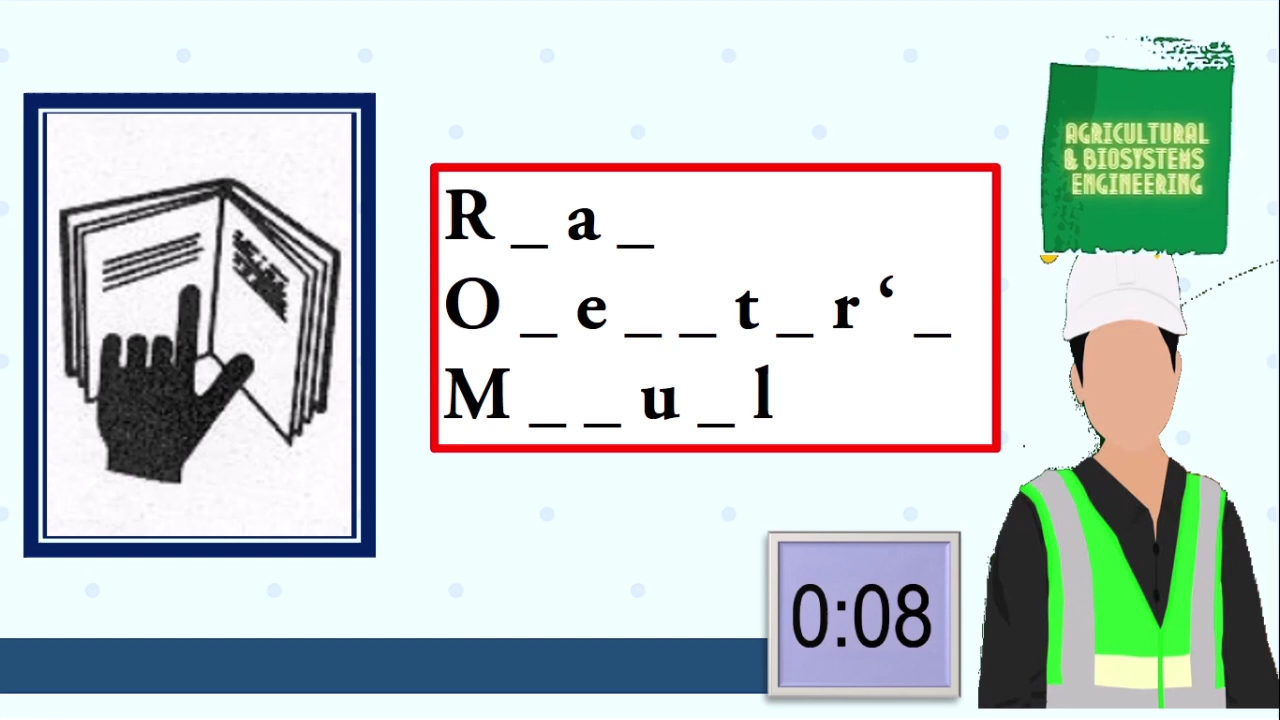 R _ a _
O _ e _ _ t _ r ‘ _
M _ _ u _ l
AGRICULTURAL
& BIOSYSTEMS
ENGINEERING
0:08